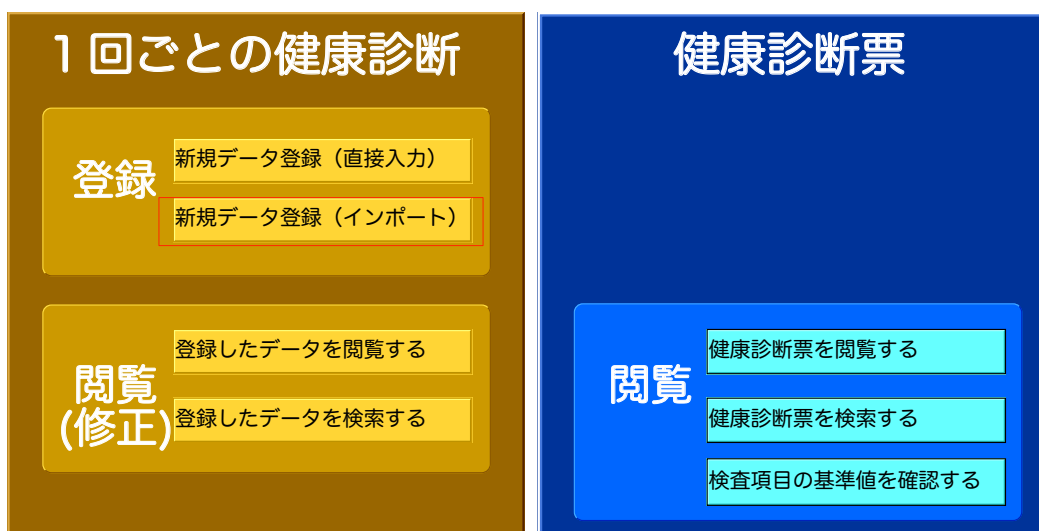 １回ごとの健康診断
登録
新規データ登録（直接入力）
新規データ登録（インポート）
閲覧
(修正)
登録したデータを閲覧する
登録したデータを検索する
健康診断票
閲覧
健康診断票を閲覧する
健康診断票を検索する
検査項目の基準値を確認する